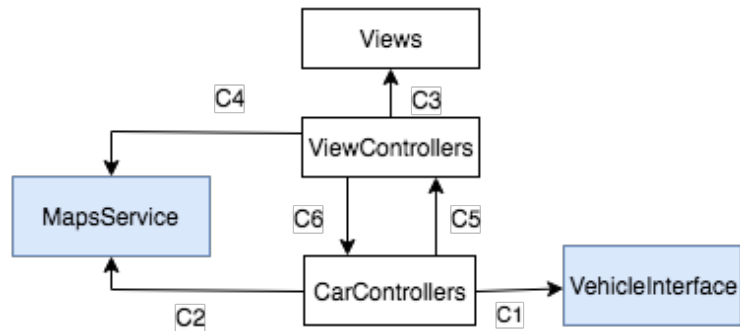 Views
C4
C3
ViewControllers
MapsService
C6
C5
CarControllers
VehicleInterface
C2
C1